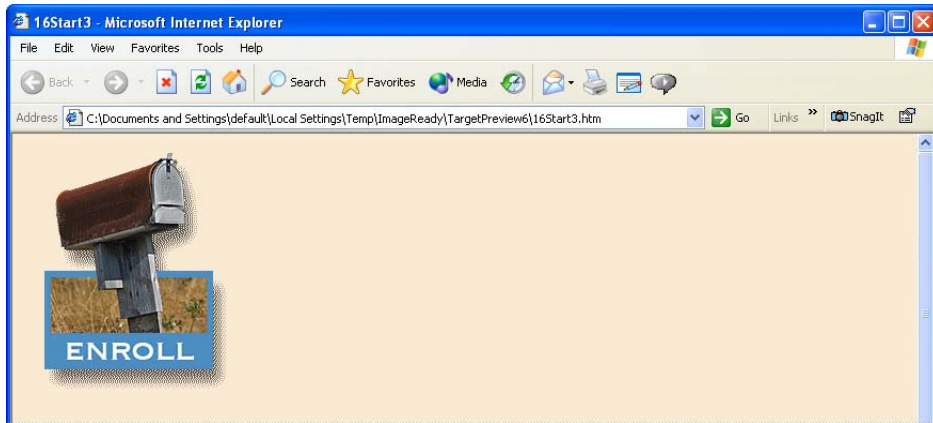 16Start3 - Microsoft Internet Explorer
File Edit View Favorites Tools Help
Back Search Favorites Media
Address C:\Documents and Settings\default\Local Settings\Temp\ImageReady\TargetPreview6\16Start3.htm Go Links » SnagIt
ENROLL